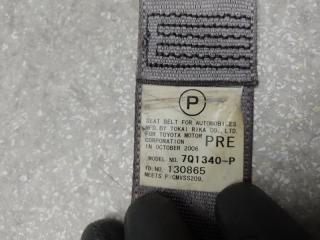 P
SEAT BELT FOR AUTOMOBILES
MFD.BY TOKAI RIKA CO., LTD.
FOR TOYOTA MOTOR
CORPORATION PRE
IN OCTOBER 2006
MODEL NO. 7Q1340-P
ID.NO. 130865
MEETS F/CMVSS209.